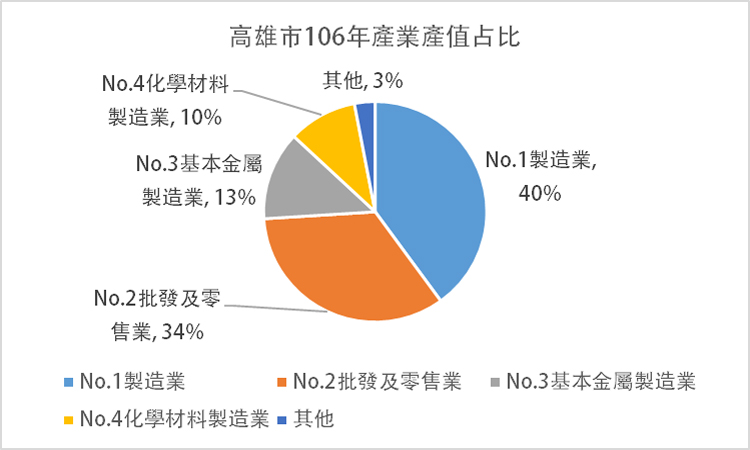 高雄市106年產業產值占比
No.4化學材料
製造業, 10%
其他, 3%
No.3基本金屬
製造業, 13%
No.1製造業,
40%
No.2批發及零
售業, 34%
No.1製造業
No.2批發及零售業
No.3基本金屬製造業
No.4化學材料製造業
其他